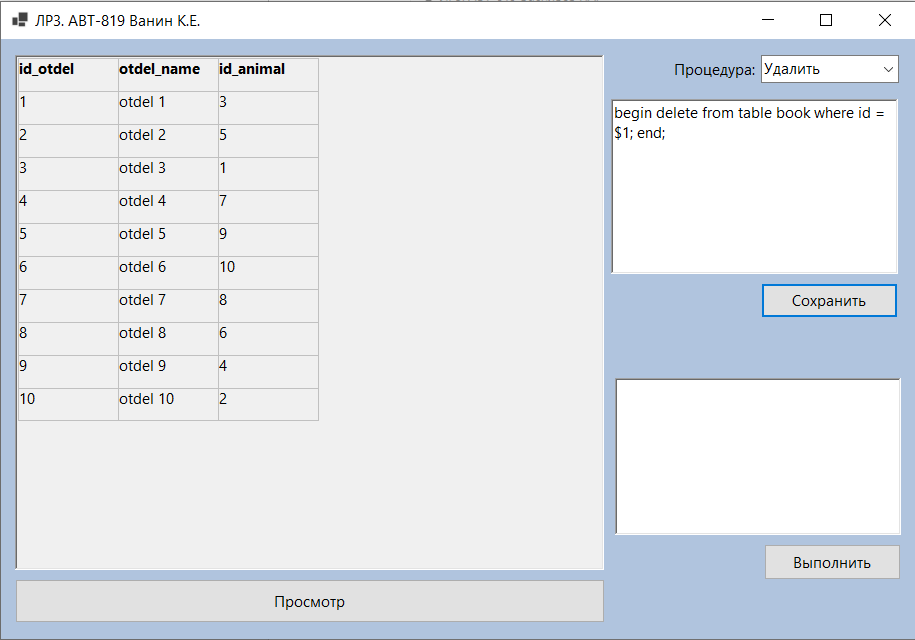 ЛР3. АВТ-819 Ванин К.Е.
id_otdel otdel_name id_animal
1 otdel 1 3
2 otdel 2 5
3 otdel 3 1
4 otdel 4 7
5 otdel 5 9
6 otdel 6 10
7 otdel 7 8
8 otdel 8 6
9 otdel 9 4
10 otdel 10 2
Просмотр
Процедура: Удалить
begin delete from table book where id =
$1; end;
Сохранить
Выполнить